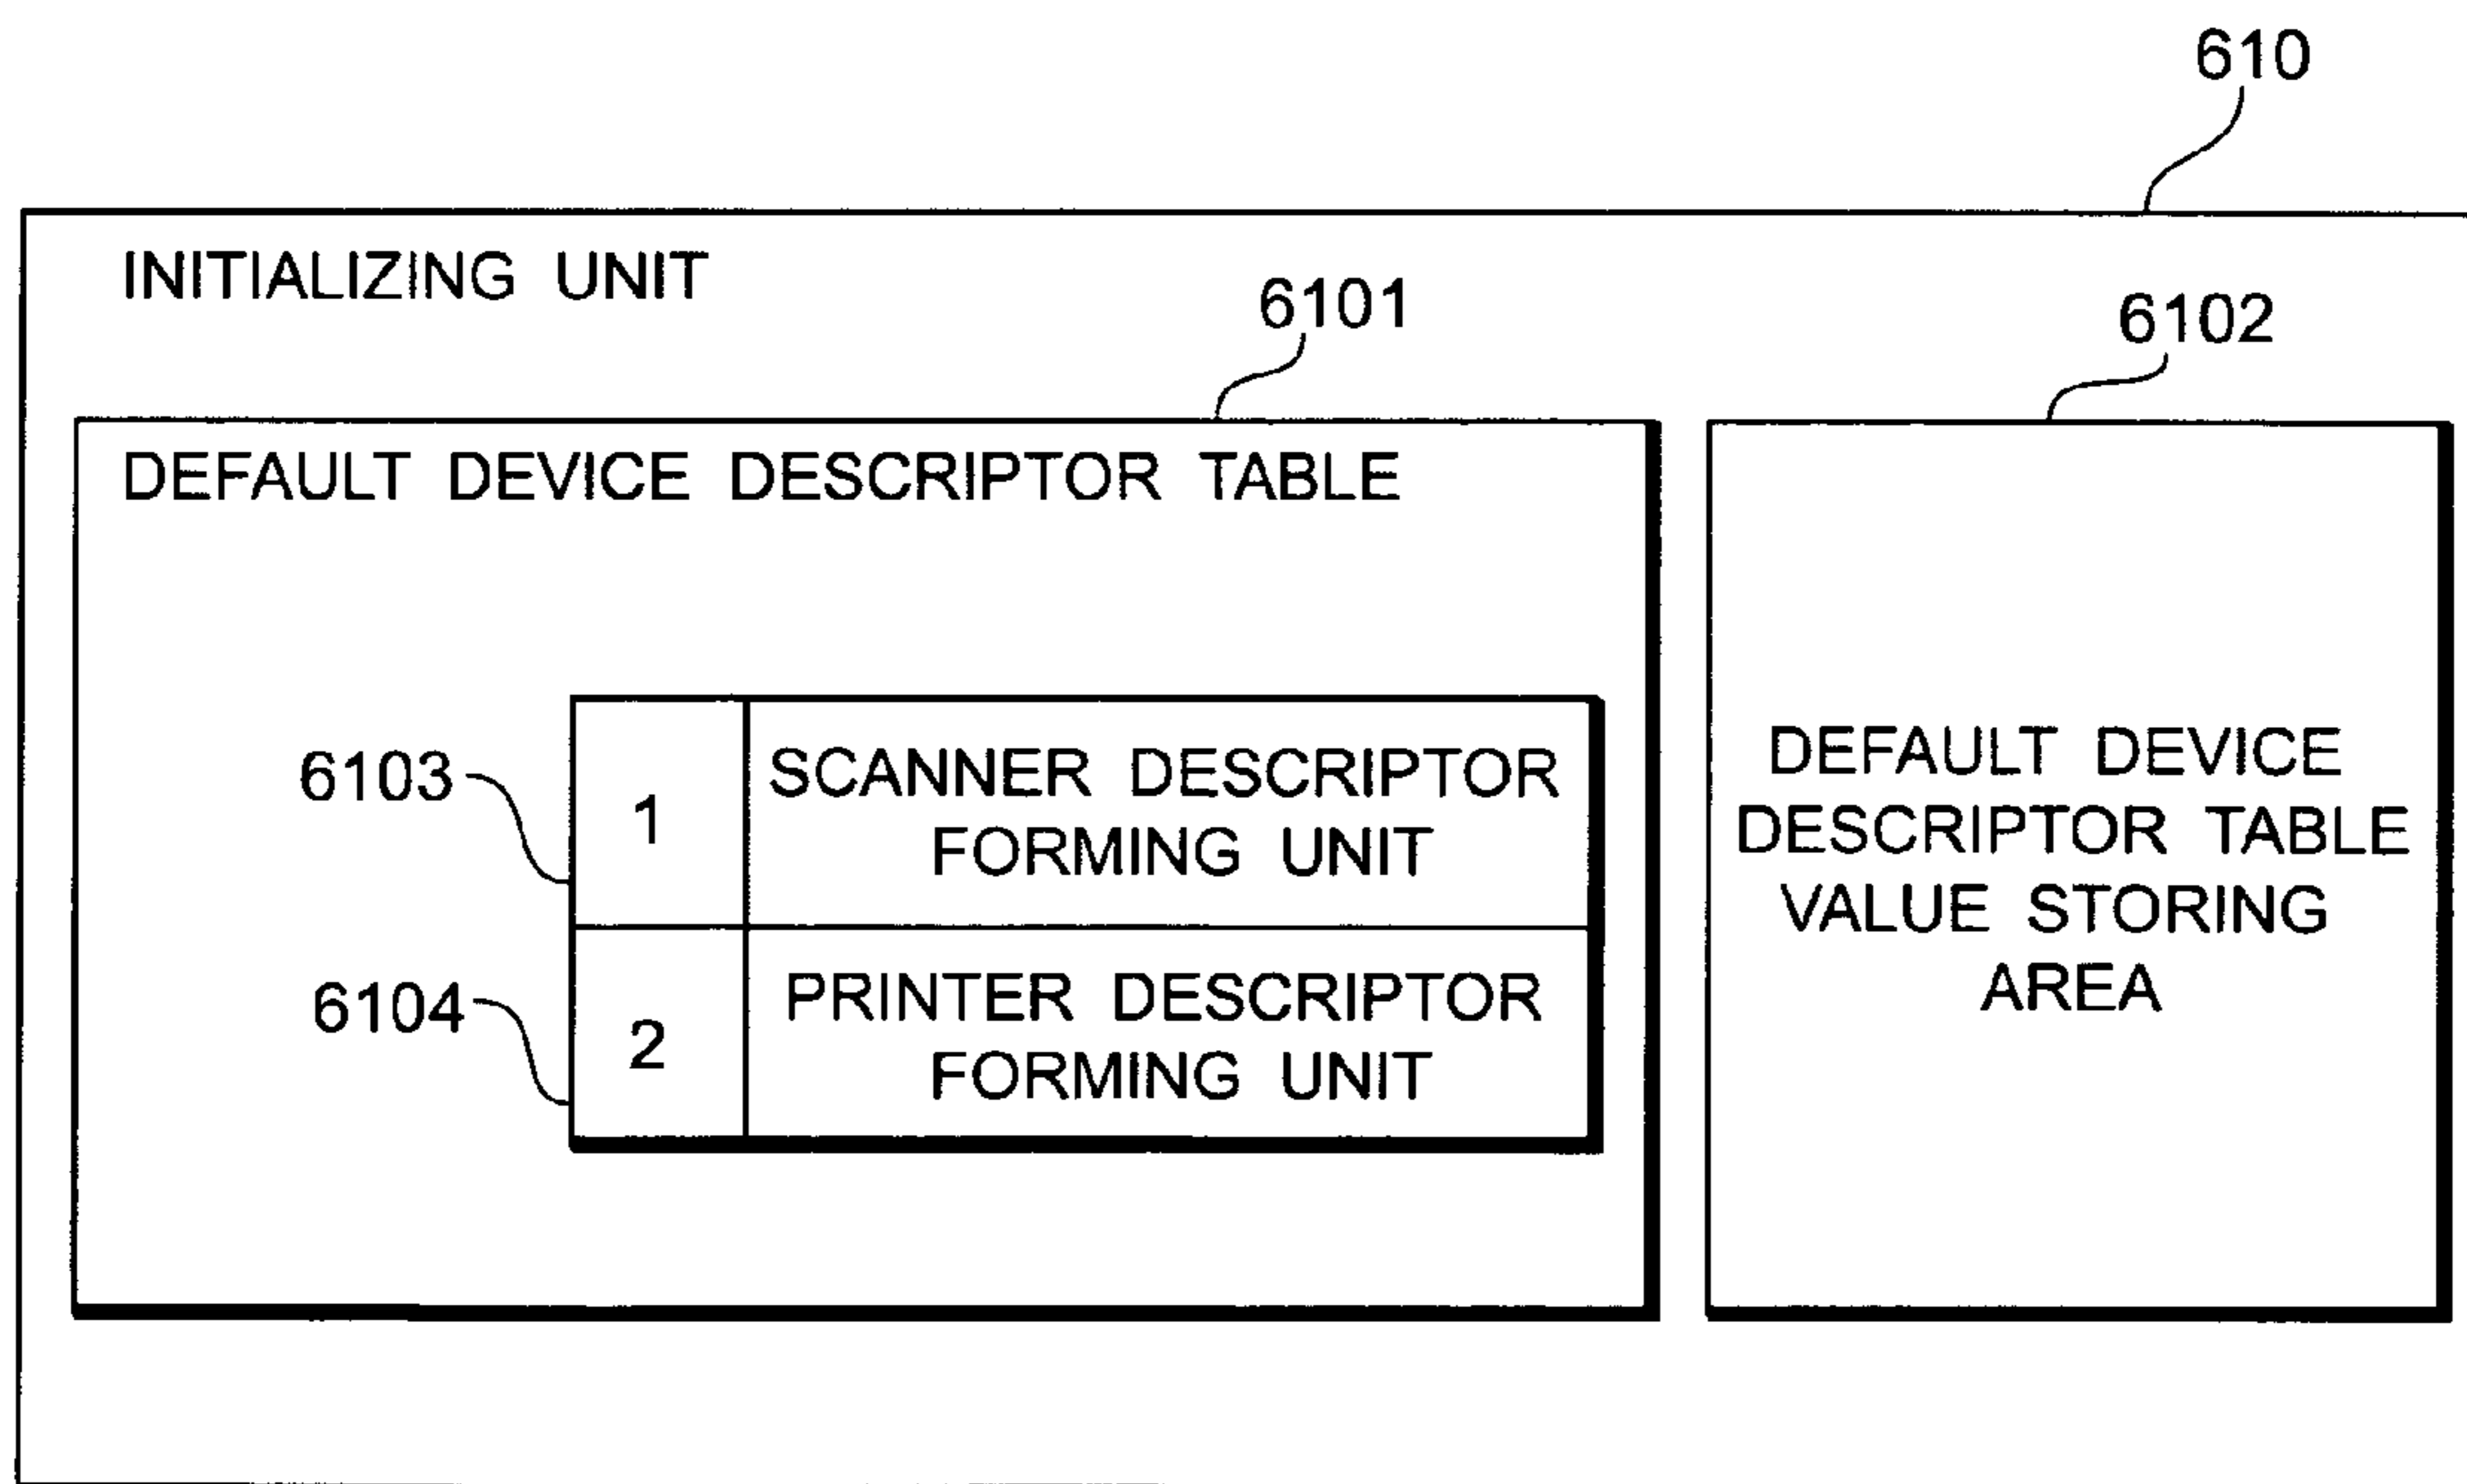 610
INITIALIZING UNIT
6101
6102
DEFAULT DEVICE DESCRIPTOR TABLE
6103
1
SCANNER DESCRIPTOR
FORMING UNIT
6104
2
PRINTER DESCRIPTOR
FORMING UNIT
DEFAULT DEVICE
DESCRIPTOR TABLE
VALUE STORING
AREA